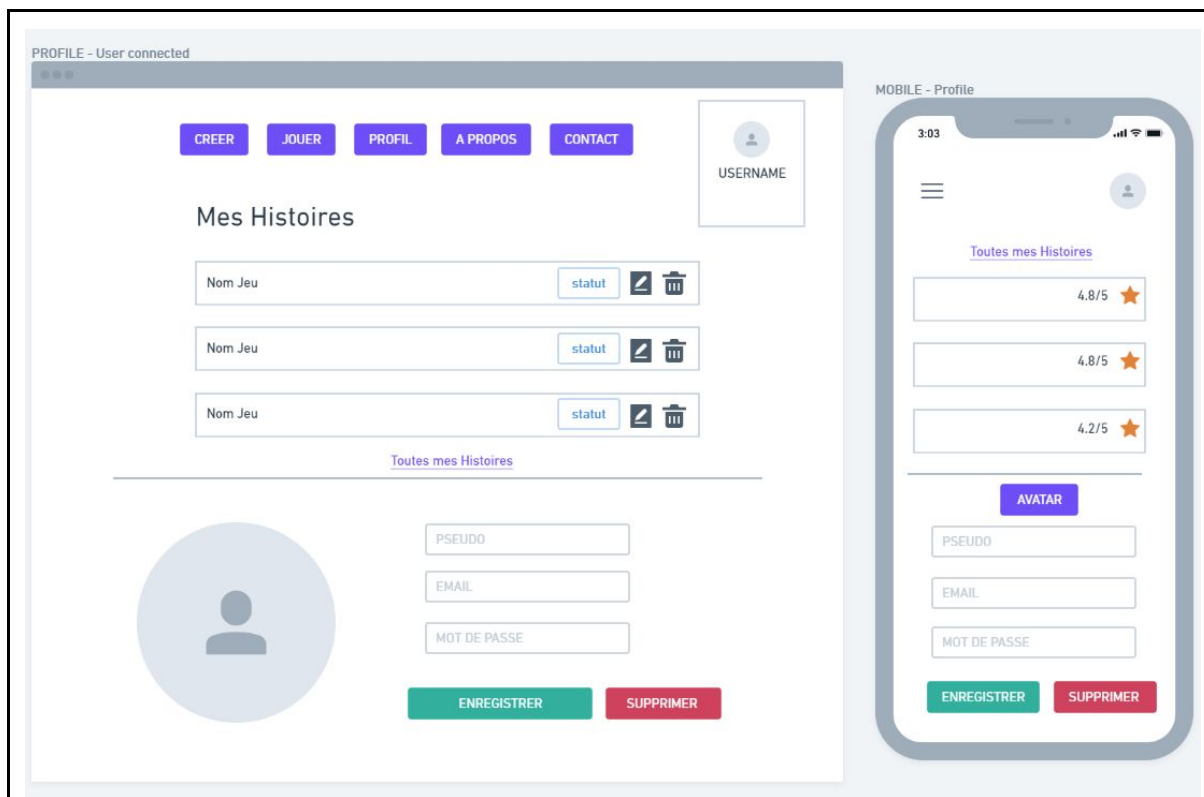 PROFILE - User connected
CREER JOUER PROFIL A PROPOS CONTACT
USERNAME
Mes Histoires
Nom Jeu statut
Nom Jeu statut
Nom Jeu statut
Toutes mes Histoires
PSEUDO
EMAIL
MOT DE PASSE
ENREGISTRER SUPPRIMER
MOBILE - Profile
3:03
Toutes mes Histoires
4.8/5
4.8/5
4.2/5
AVATAR
PSEUDO
EMAIL
MOT DE PASSE
ENREGISTRER SUPPRIMER